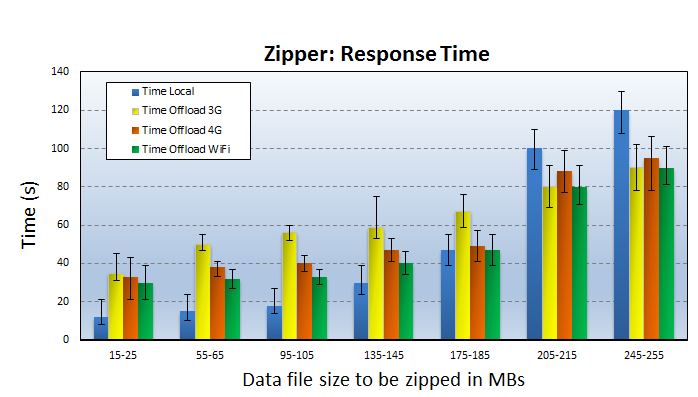 Zipper: Response Time
140
120
100
80
60
40
20
0
Time (s)
Time Local
Time Offload 3G
Time Offload 4G
Time Offload WiFi
15-25 55-65 95-105 135-145 175-185 205-215 245-255
Data file size to be zipped in MBs